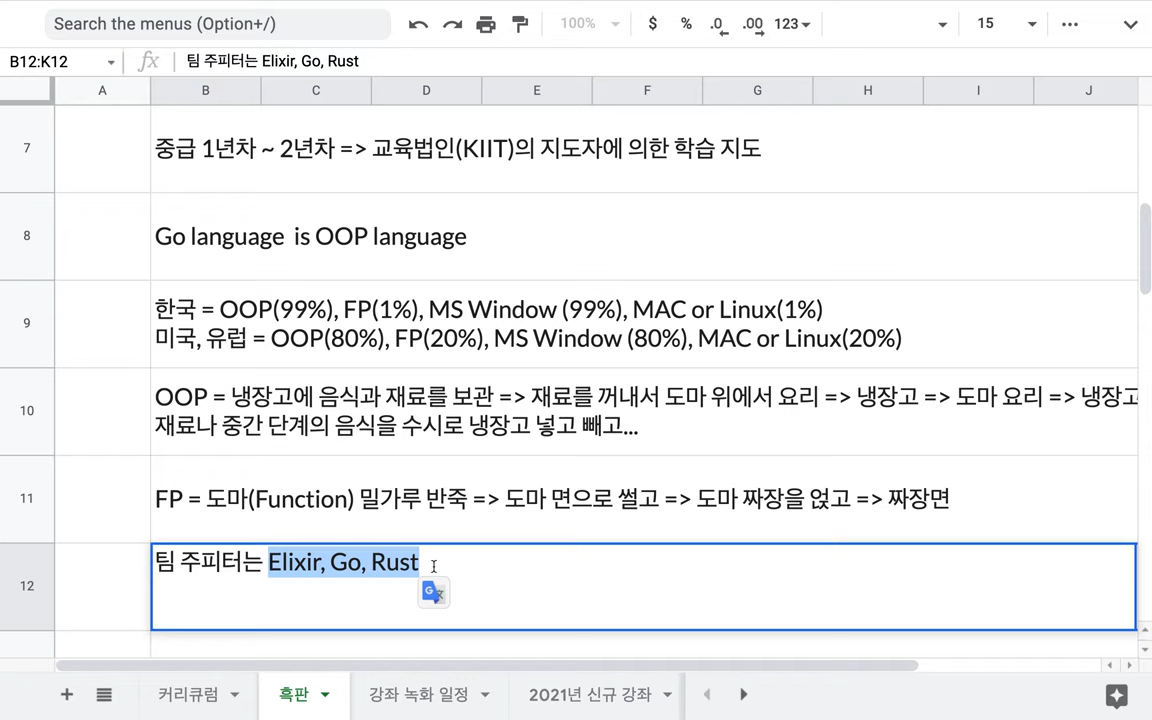 Search the menus (Option+/)
100%
$ % .0 .00 123
15
B12:K12
fx
팀 주피터는 Elixir, Go, Rust
A B C D E F G H I J
7
중급 1년차 ~ 2년차 => 교육법인(KIIT)의 지도자에 의한 학습 지도
8
Go language  is OOP language
9
한국 = OOP(99%), FP(1%), MS Window (99%), MAC or Linux(1%)
미국, 유럽 = OOP(80%), FP(20%), MS Window (80%), MAC or Linux(20%)
10
OOP = 냉장고에 음식과 재료를 보관 => 재료를 꺼내서 도마 위에서 요리 => 냉장고 => 도마 요리 => 냉장고
재료나 중간 단계의 음식을 수시로 냉장고 넣고 빼고...
11
FP = 도마(Function) 밀가루 반죽 => 도마 면으로 썰고 => 도마 짜장을 얹고 => 짜장면
12
팀 주피터는 Elixir, Go, Rust
커리큐럼
흑판
강좌 녹화 일정
2021년 신규 강좌